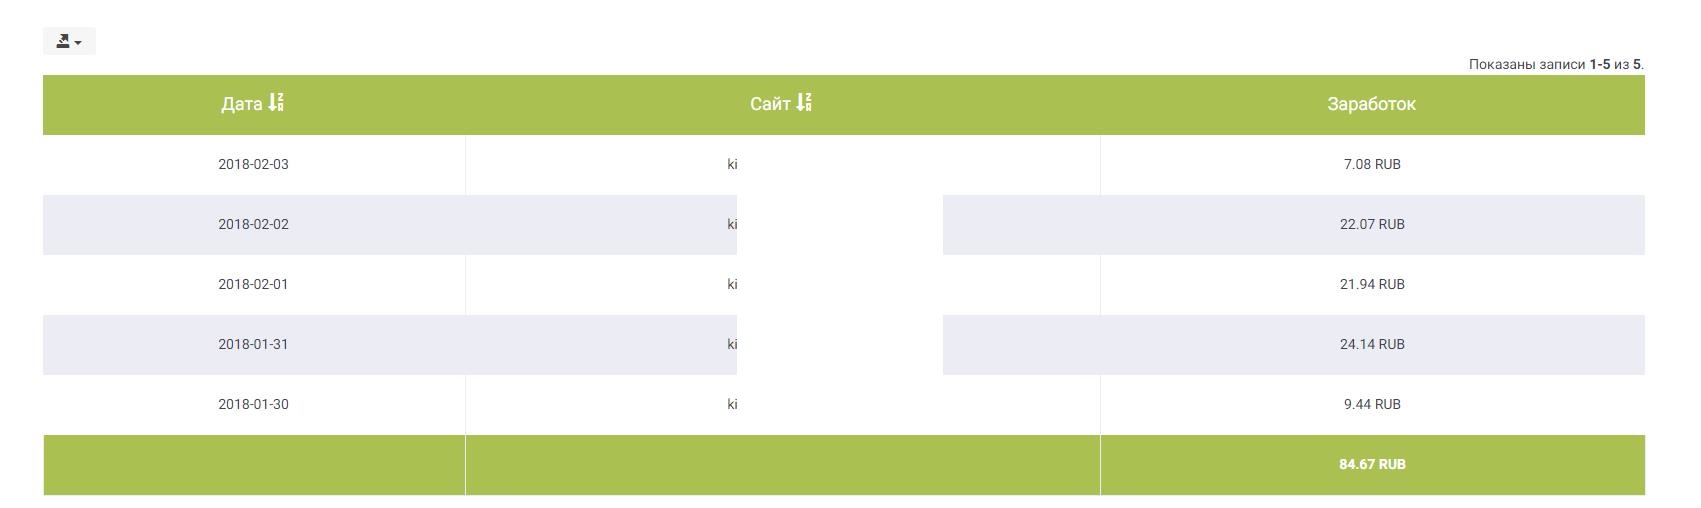 Показаны записи 1-5 из 5.
Дата Сайт Заработок
2018-02-03 ki 7.08 RUB
2018-02-02 ki 22.07 RUB
2018-02-01 ki 21.94 RUB
2018-01-31 ki 24.14 RUB
2018-01-30 ki 9.44 RUB
84.67 RUB